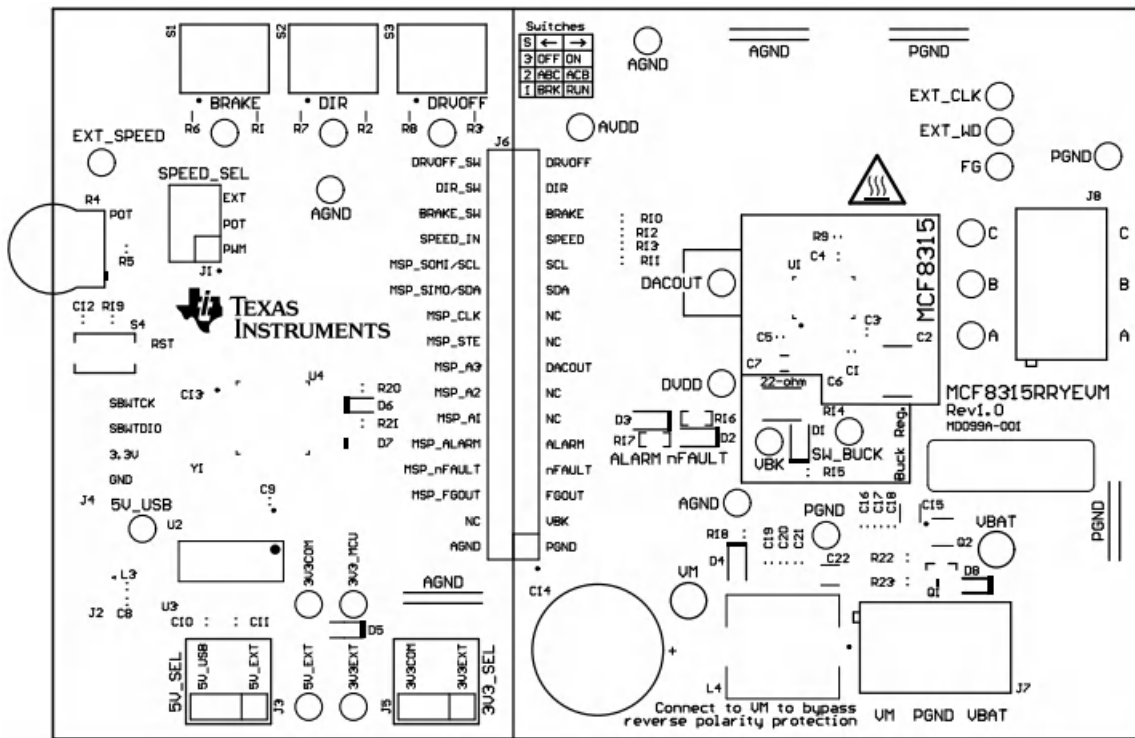 S1
S2
S3
BRAKE
DIR
DRVOFF
R6
R1
R7
R2
R8
R3
EXT_SPEED
SPEED_SEL
EXT
POT
PWM
J1
R4
POT
R5
AGND
C12
R19
S4
RST
TEXAS
INSTRUMENTS
C13
U4
R20
D6
R21
D7
SBWTCK
SBWTDIO
3.3V
GND
Y1
J4
5V_USB
C9
U2
L3
J2
C8
U3
C10
C11
3V3COM
3V3_MCU
D5
AGND
5V_SEL
5V_USB
5V_EXT
J3
5V_EXT
3V3EXT
J5
3V3COM
3V3EXT
3V3_SEL
J6
DRVOFF_SW
DRVOFF
DIR_SW
DIR
BRAKE_SW
BRAKE
SPEED_IN
SPEED
MSP_SOMI/SCL
SCL
MSP_SIMO/SDA
SDA
MSP_CLK
NC
MSP_STE
NC
MSP_A3
DACOUT
MSP_A2
NC
MSP_A1
NC
MSP_ALARM
ALARM
MSP_nFAULT
nFAULT
MSP_FGOUT
FGOUT
NC
VBK
AGND
PGND
Switches
S ← →
3 OFF ON
2 ABC ACB
1 BRK RUN
AGND
AGND
PGND
AVDD
EXT_CLK
EXT_WD
FG
PGND
J8
C
C
B
B
A
A
R10
R12
R13
R11
DACOUT
R9
C4
U1
MCF8315
C5
C3
C7
C1
C2
22-ohm
C6
DVDD
D3
R16
R17
D2
ALARM
nFAULT
R14
D1
VBK
SW_BUCK
R15
Buck Reg.
MCF8315RRYEVM
Rev1.0
MD099A-001
AGND
PGND
R18
D4
C19
C20
C21
C22
C16
C17
C18
C15
Q2
VBAT
PGND
R22
R23
Q1
D8
C14
VM
+
L4
J7
Connect to VM to bypass
reverse polarity protection
VM
PGND
VBAT